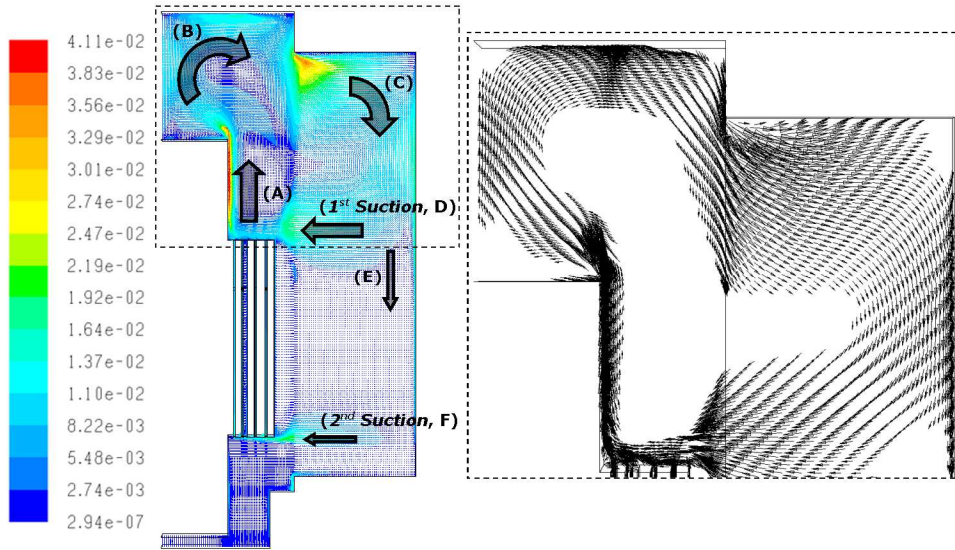 4.11e-02
3.83e-02
3.56e-02
3.29e-02
3.01e-02
2.74e-02
2.47e-02
2.19e-02
1.92e-02
1.64e-02
1.37e-02
1.10e-02
8.22e-03
5.48e-03
2.74e-03
2.94e-07
(B)
(C)
(A)
(1st Suction, D)
(E)
(2nd Suction, F)